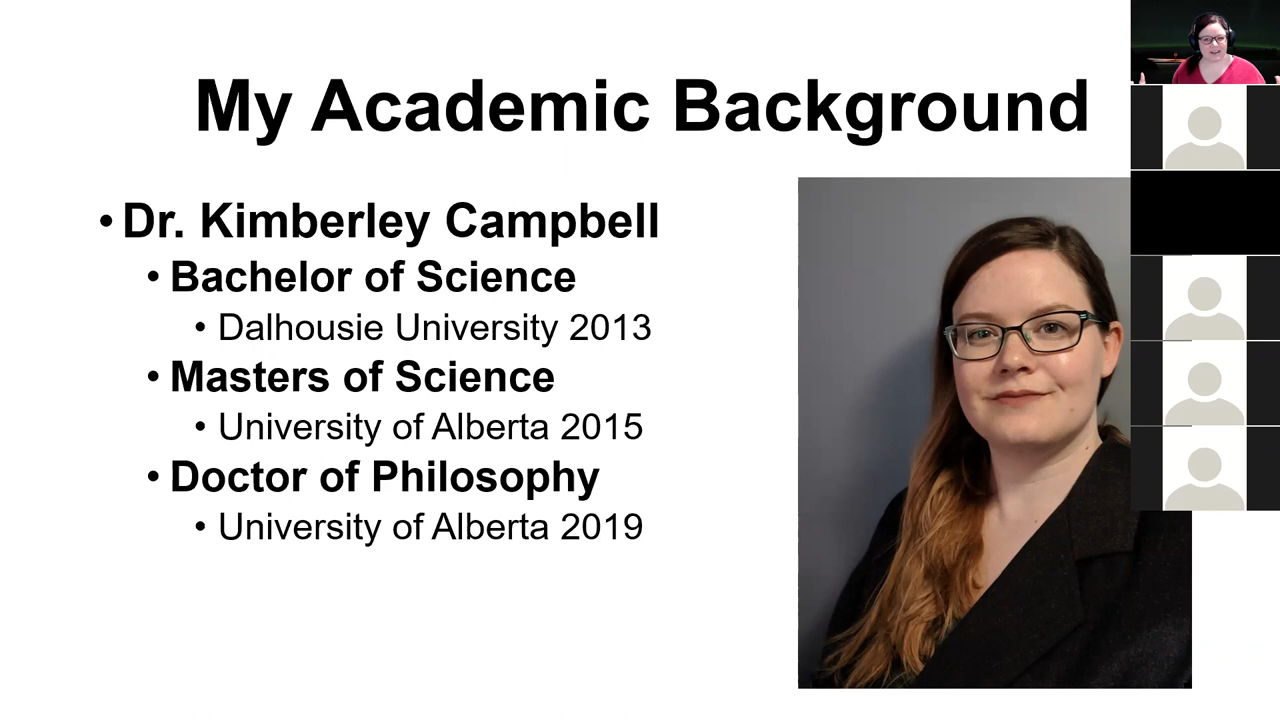 My Academic Background
• Dr. Kimberley Campbell
• Bachelor of Science
• Dalhousie University 2013
• Masters of Science
• University of Alberta 2015
• Doctor of Philosophy
• University of Alberta 2019